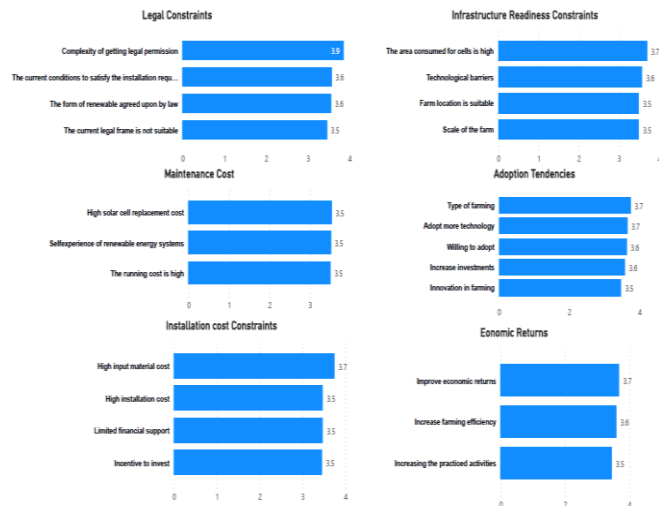 Legal Constraints
Complexity of getting legal permission 3.9
The current conditions to satisfy the installation requ... 3.6
The form of renewable agreed upon by law 3.6
The current legal frame is not suitable 3.5
0 1 2 3 4
Infrastructure Readiness Constraints
The area consumed for cells is high 3.7
Technological barriers 3.6
Farm location is suitable 3.5
Scale of the farm 3.5
0 1 2 3 4
Maintenance Cost
High solar cell replacement cost 3.5
Selfexperience of renewable energy systems 3.5
The running cost is high 3.5
0 1 2 3
Adoption Tendencies
Type of farming 3.7
Adopt more technology 3.7
Willing to adopt 3.6
Increase investments 3.6
Innovation in farming 3.5
0 2 4
Installation cost Constraints
High input material cost 3.7
High installation cost 3.5
Limited financial support 3.5
Incentive to invest 3.5
0 1 2 3 4
Eonomic Returns
Improve economic returns 3.7
Increase farming efficiency 3.6
Increasing the practiced activities 3.5
0 2 4